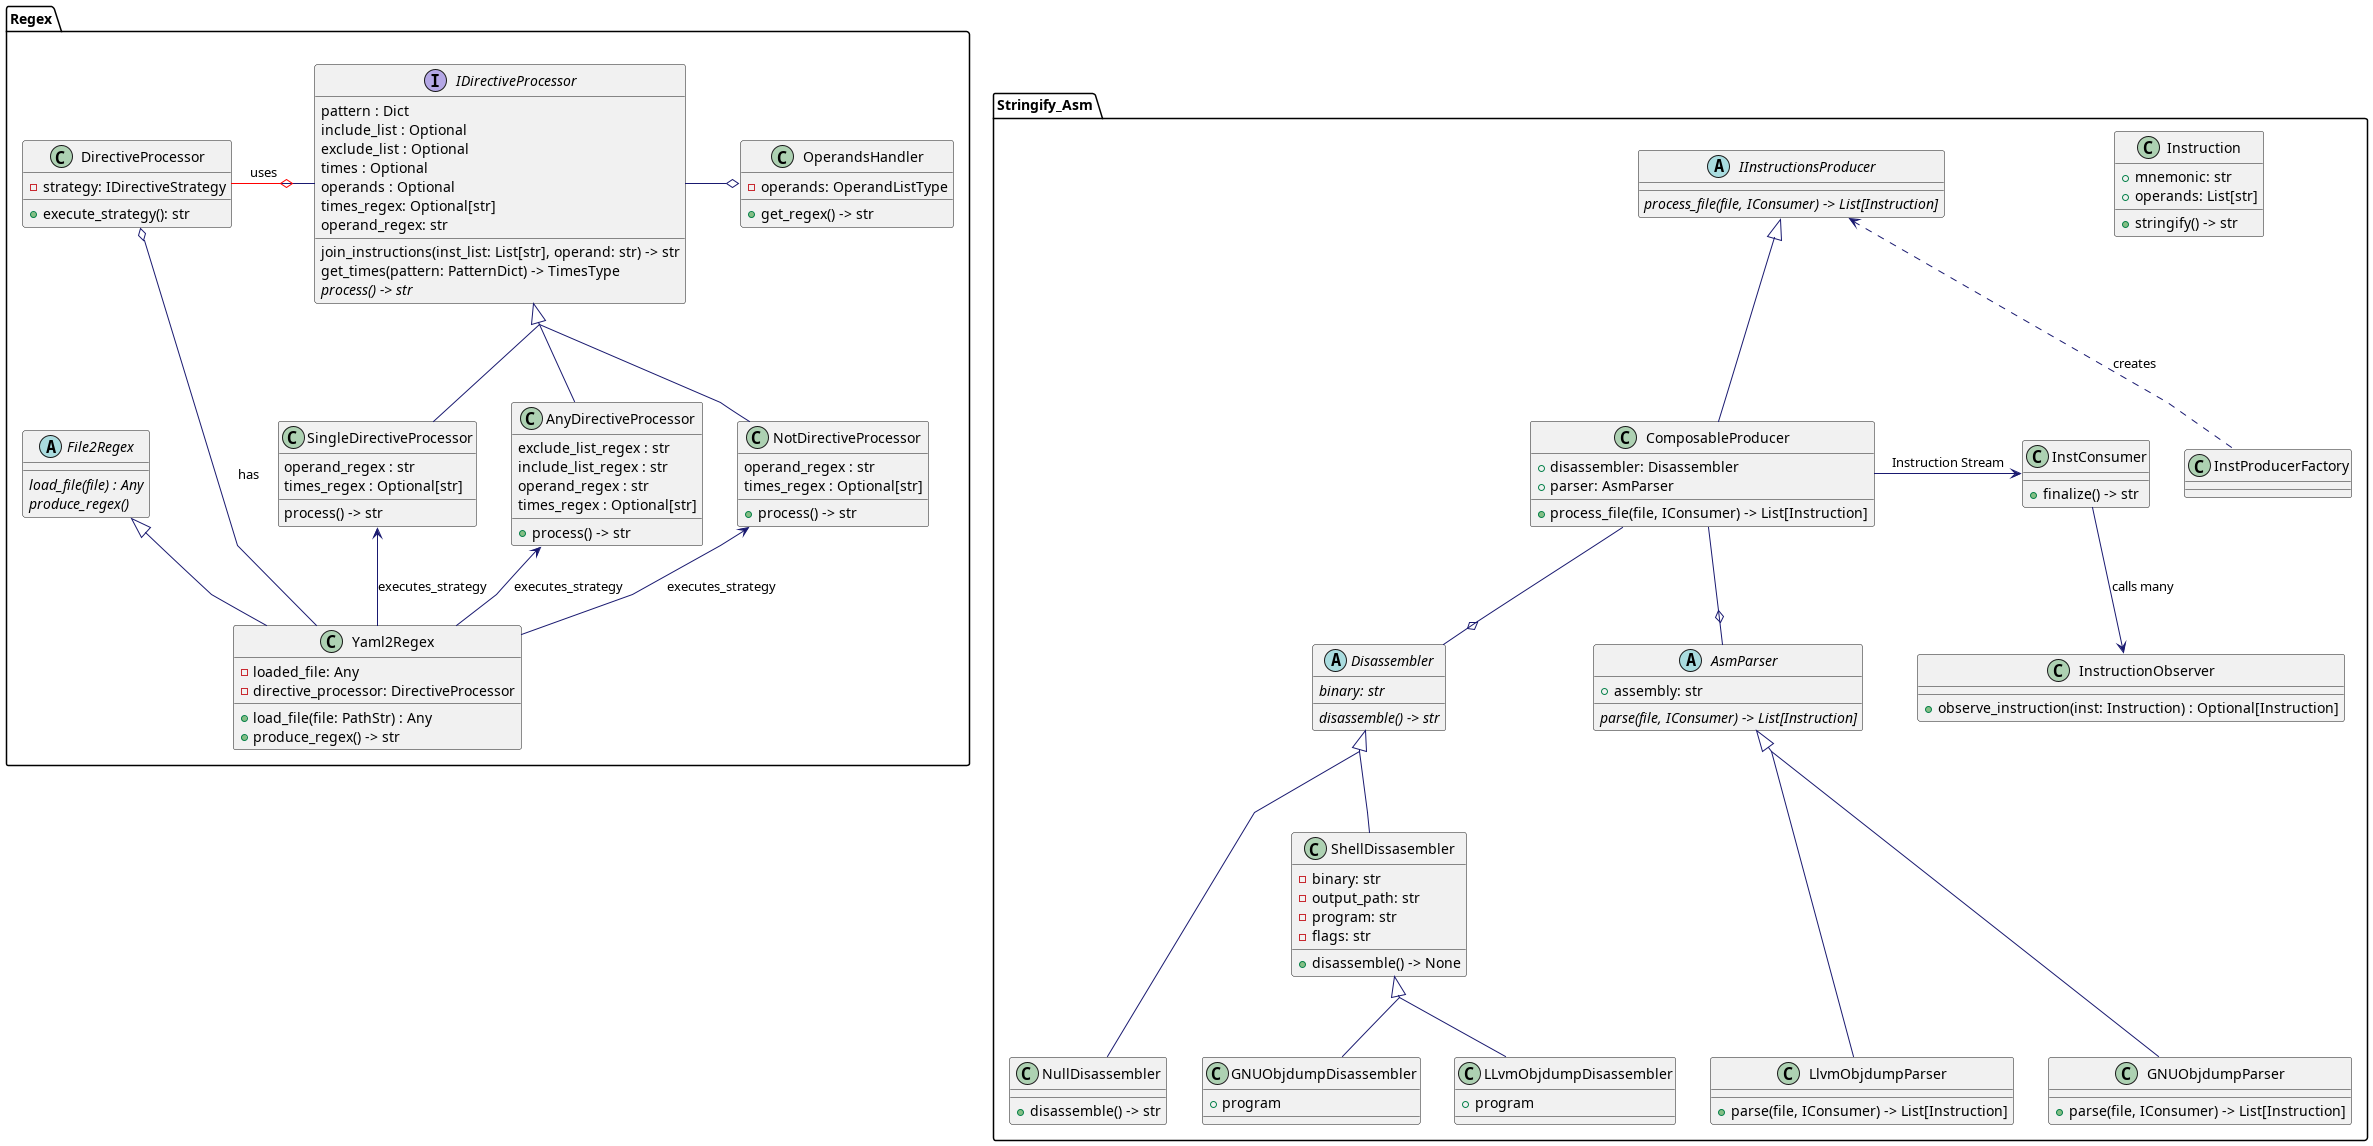 Regex
I IDirectiveProcessor
pattern : Dict
include_list : Optional
exclude_list : Optional
times : Optional
operands : Optional
times_regex: Optional[str]
operand_regex: str
join_instructions(inst_list: List[str], operand: str) -> str
get_times(pattern: PatternDict) -> TimesType
process() -> str
C DirectiveProcessor
strategy: IDirectiveStrategy
execute_strategy(): str
uses
C OperandsHandler
operands: OperandListType
get_regex() -> str
A File2Regex
load_file(file) : Any
produce_regex()
has
C SingleDirectiveProcessor
operand_regex : str
times_regex : Optional[str]
process() -> str
C AnyDirectiveProcessor
exclude_list_regex : str
include_list_regex : str
operand_regex : str
times_regex : Optional[str]
process() -> str
C NotDirectiveProcessor
operand_regex : str
times_regex : Optional[str]
process() -> str
executes_strategy
executes_strategy
executes_strategy
C Yaml2Regex
loaded_file: Any
directive_processor: DirectiveProcessor
load_file(file: PathStr) : Any
produce_regex() -> str
Stringify_Asm
A IInstructionsProducer
process_file(file, IConsumer) -> List[Instruction]
C Instruction
mnemonic: str
operands: List[str]
stringify() -> str
creates
C ComposableProducer
disassembler: Disassembler
parser: AsmParser
process_file(file, IConsumer) -> List[Instruction]
Instruction Stream
C InstConsumer
finalize() -> str
C InstProducerFactory
calls many
A Disassembler
binary: str
disassemble() -> str
A AsmParser
assembly: str
parse(file, IConsumer) -> List[Instruction]
C InstructionObserver
observe_instruction(inst: Instruction) : Optional[Instruction]
C ShellDissasembler
binary: str
output_path: str
program: str
flags: str
disassemble() -> None
C NullDisassembler
disassemble() -> str
C GNUObjdumpDisassembler
program
C LLvmObjdumpDisassembler
program
C LlvmObjdumpParser
parse(file, IConsumer) -> List[Instruction]
C GNUObjdumpParser
parse(file, IConsumer) -> List[Instruction]